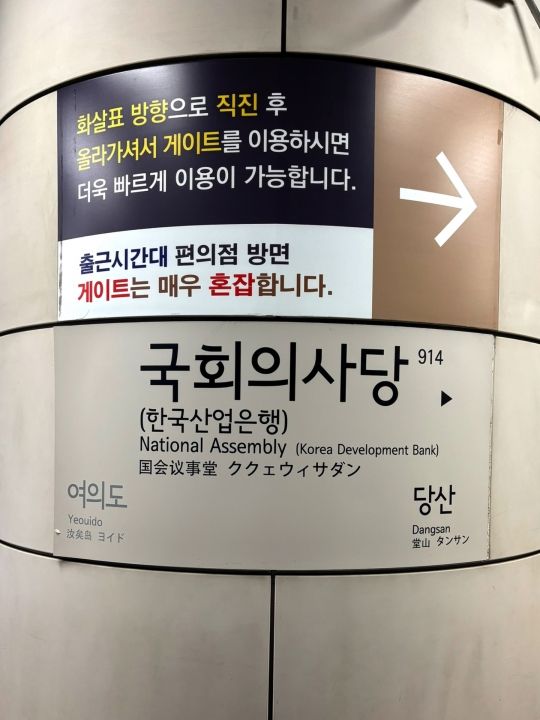 화살표 방향으로 직진 후
올라가셔서 게이트를 이용하시면
더욱 빠르게 이용이 가능합니다.
출근시간대 편의점 방면
게이트는 매우 혼잡합니다.
국회의사당 914
(한국산업은행)
National Assembly (Korea Development Bank)
国会议事堂 ククェウィサダン
여의도
Yeouido
汝矣岛 ヨイド
당산
Dangsan
堂山 タンサン